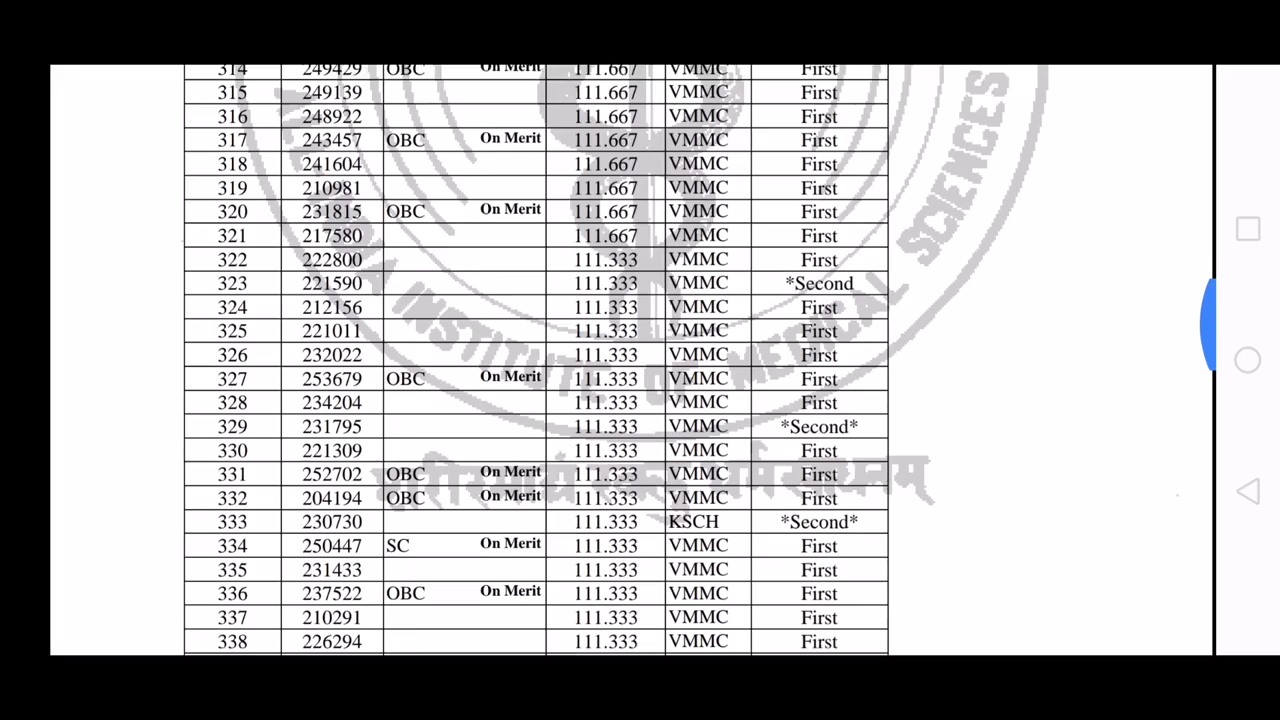 314 249429 OBC On Merit 111.667 VMMC First
315 249139 111.667 VMMC First
316 248922 111.667 VMMC First
317 243457 OBC On Merit 111.667 VMMC First
318 241604 111.667 VMMC First
319 210981 111.667 VMMC First
320 231815 OBC On Merit 111.667 VMMC First
321 217580 111.667 VMMC First
322 222800 111.333 VMMC First
323 221590 111.333 VMMC *Second
324 212156 111.333 VMMC First
325 221011 111.333 VMMC First
326 232022 111.333 VMMC First
327 253679 OBC On Merit 111.333 VMMC First
328 234204 111.333 VMMC First
329 231795 111.333 VMMC *Second*
330 221309 111.333 VMMC First
331 252702 OBC On Merit 111.333 VMMC First
332 204194 OBC On Merit 111.333 VMMC First
333 230730 111.333 KSCH *Second*
334 250447 SC On Merit 111.333 VMMC First
335 231433 111.333 VMMC First
336 237522 OBC On Merit 111.333 VMMC First
337 210291 111.333 VMMC First
338 226294 111.333 VMMC First
ALL-INDIA INSTITUTE OF MEDICAL SCIENCES